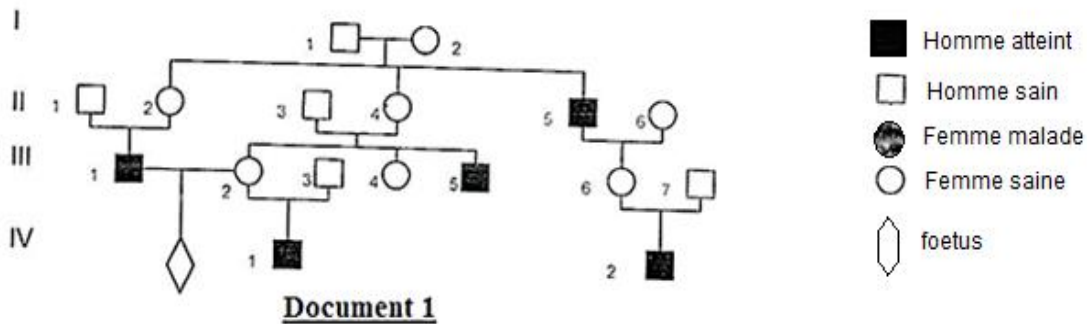 I
1 2
II
1 2 3 4 5 6
III
1 2 3 4 5 6 7
IV
1 2
Document 1
Homme atteint
Homme sain
Femme malade
Femme saine
foetus